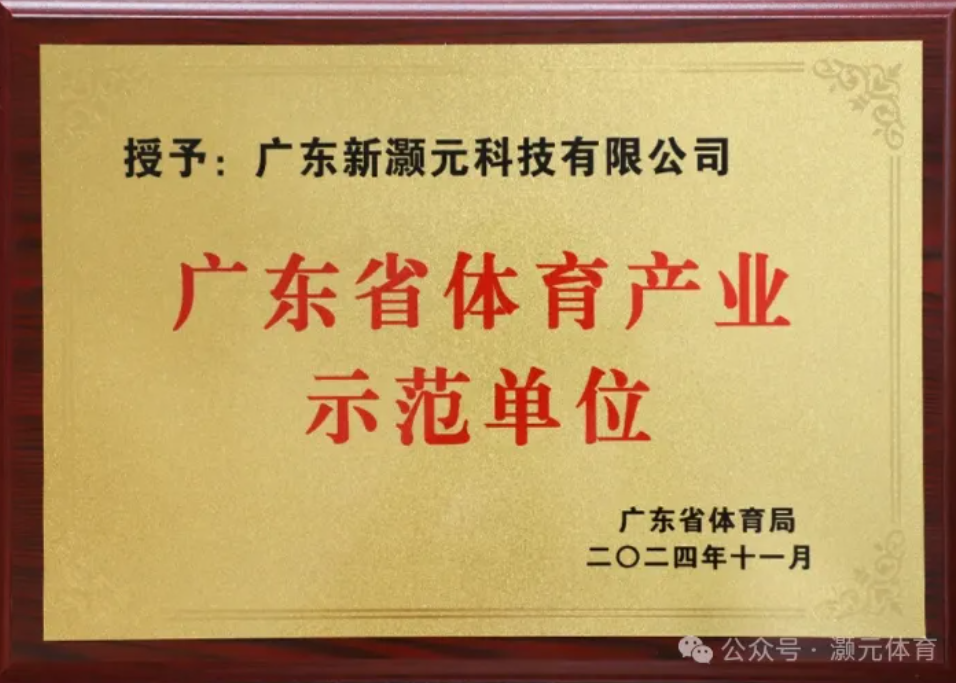 授予：广东新灏元科技有限公司
广东省体育产业
示范单位
广东省体育局
二〇二四年十一月
公众号·灏元体育